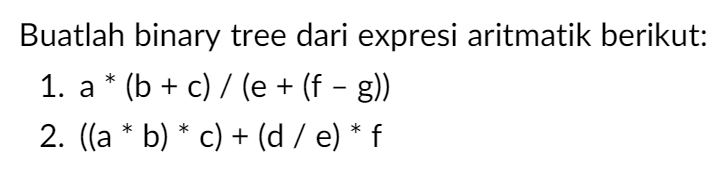 Buatlah binary tree dari expresi aritmatik berikut:
1. a * (b + c) / (e + (f – g))
2. ((a * b) * c) + (d / e) * f